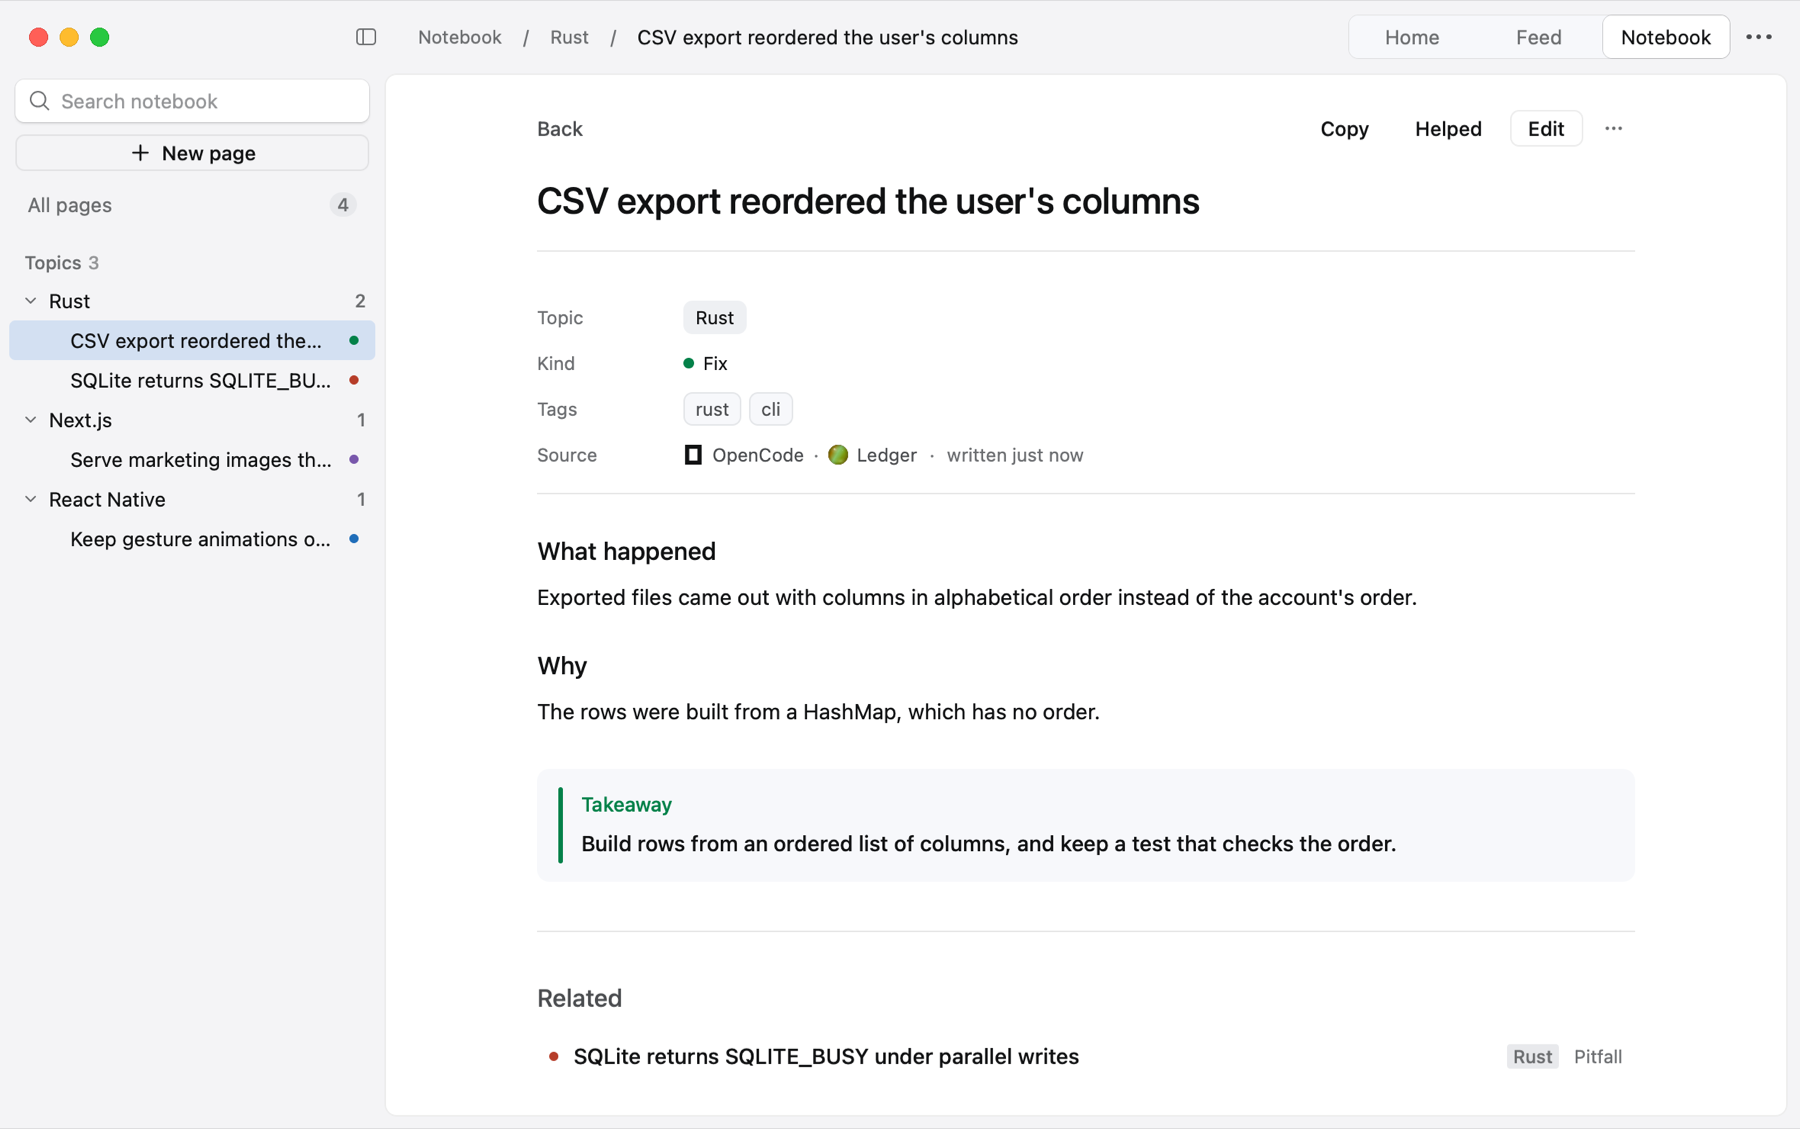 Notebook / Rust / CSV export reordered the user's columns
Home Feed Notebook
Search notebook
New page
All pages 4
Topics 3
Rust 2
CSV export reordered the...
SQLite returns SQLITE_BU...
Next.js 1
Serve marketing images th...
React Native 1
Keep gesture animations o...
Back Copy Helped Edit
CSV export reordered the user's columns
Topic Rust
Kind Fix
Tags rust cli
Source OpenCode · Ledger · written just now
What happened
Exported files came out with columns in alphabetical order instead of the account's order.
Why
The rows were built from a HashMap, which has no order.
Takeaway
Build rows from an ordered list of columns, and keep a test that checks the order.
Related
SQLite returns SQLITE_BUSY under parallel writes Rust Pitfall